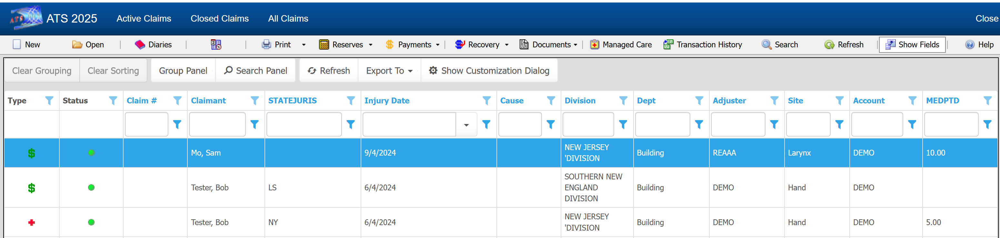 ATS ATS 2025 Active Claims Closed Claims All Claims Close
New Open Diaries Print Reserves Payments Recovery Documents Managed Care Transaction History Search Refresh Show Fields Help
Clear Grouping Clear Sorting Group Panel Search Panel Refresh Export To Show Customization Dialog
Type Status Claim # Claimant STATEJURIS Injury Date Cause Division Dept Adjuster Site Account MEDPTD
$ Mo, Sam 9/4/2024 NEW JERSEY 'DIVISION Building REAAA Larynx DEMO 10.00
$ Tester, Bob LS 6/4/2024 SOUTHERN NEW ENGLAND DIVISION Building DEMO Hand DEMO
Tester, Bob NY 6/4/2024 NEW JERSEY 'DIVISION Building DEMO Hand DEMO 5.00